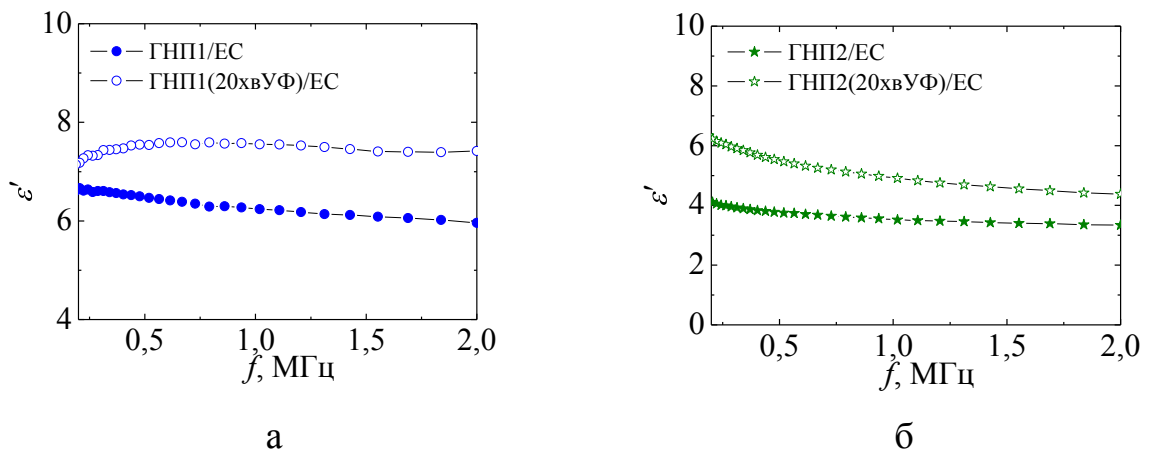 10
8
6
4
ε'
ГНП1/ЕС
ГНП1(20хвУФ)/ЕС
0,5 1,0 1,5 2,0
f, МГц
а
10
8
6
4
2
0
ε'
ГНП2/ЕС
ГНП2(20хвУФ)/ЕС
0,5 1,0 1,5 2,0
f, МГц
б